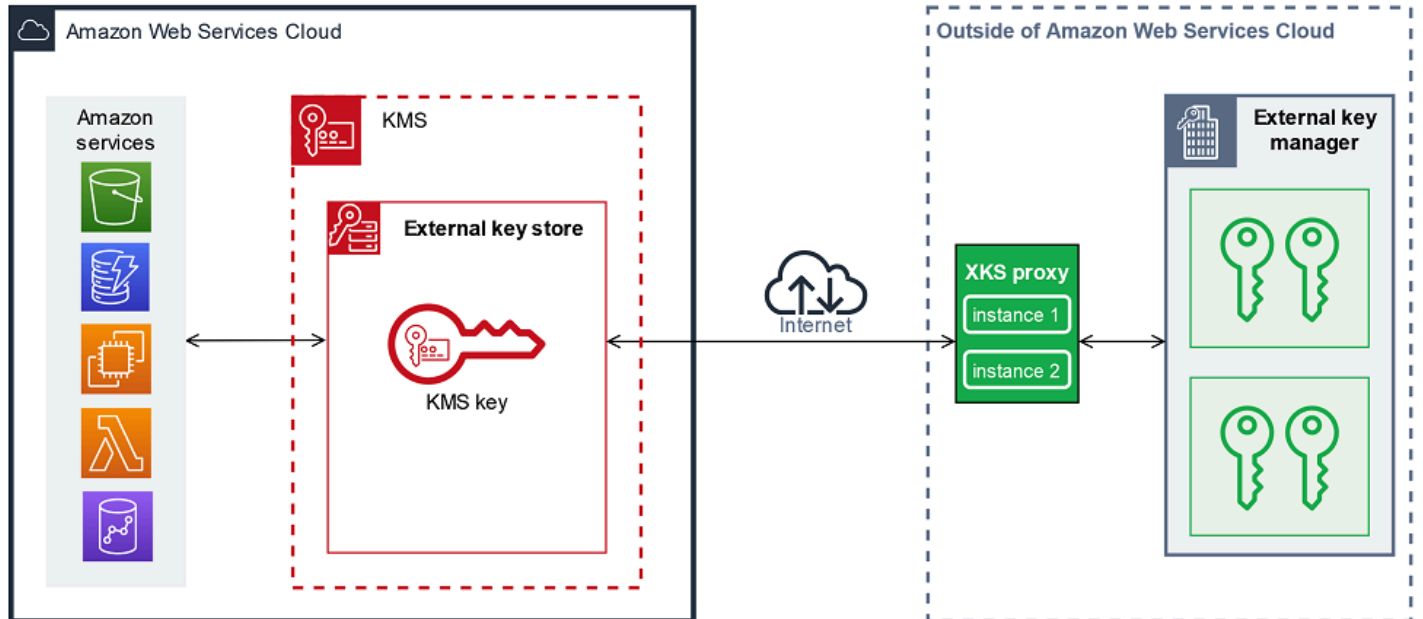 Amazon Web Services Cloud
Amazon
services
KMS
External key store
KMS key
Internet
Outside of Amazon Web Services Cloud
XKS proxy
instance 1
instance 2
External key
manager